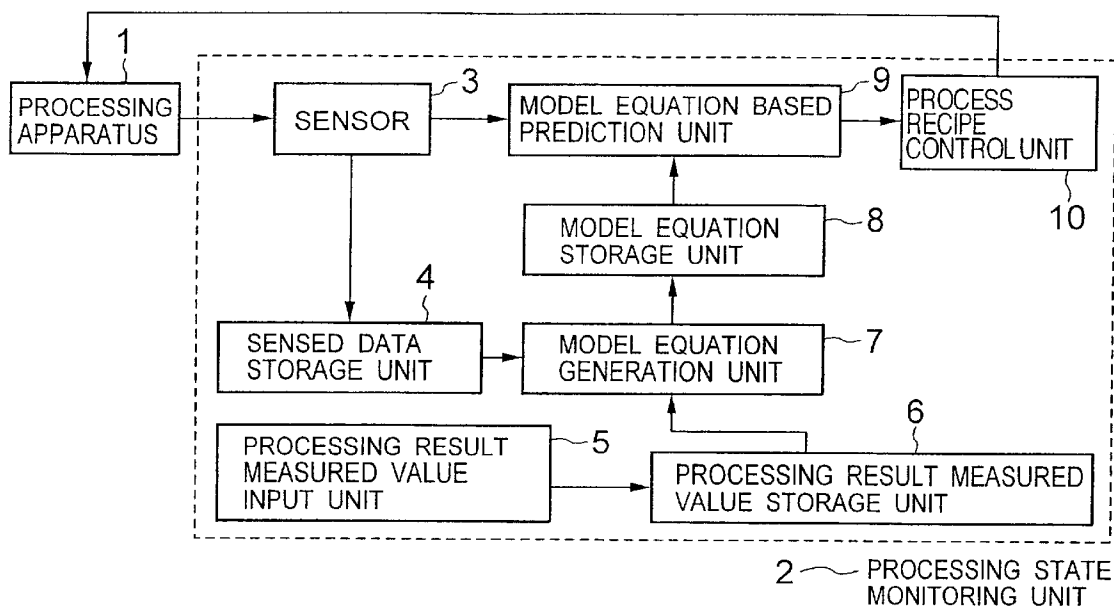 1
PROCESSING
APPARATUS
3
SENSOR
9
MODEL EQUATION BASED
PREDICTION UNIT
PROCESS
RECIPE
CONTROL UNIT
10
8
MODEL EQUATION
STORAGE UNIT
4
SENSED DATA
STORAGE UNIT
7
MODEL EQUATION
GENERATION UNIT
5
PROCESSING RESULT
MEASURED VALUE
INPUT UNIT
6
PROCESSING RESULT MEASURED
VALUE STORAGE UNIT
2 PROCESSING STATE
MONITORING UNIT